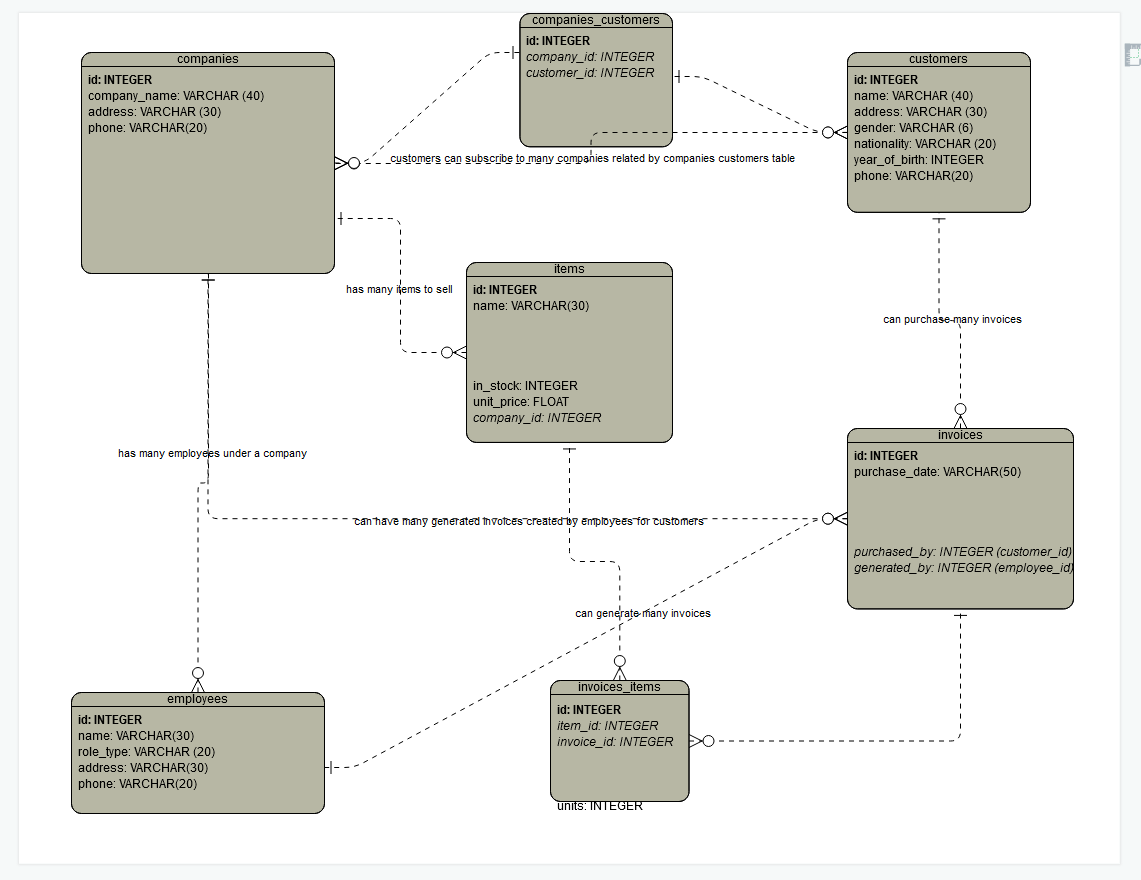 companies_customers
id: INTEGER
company_id: INTEGER
customer_id: INTEGER
companies
id: INTEGER
company_name: VARCHAR (40)
address: VARCHAR (30)
phone: VARCHAR(20)
customers
id: INTEGER
name: VARCHAR (40)
address: VARCHAR (30)
gender: VARCHAR (6)
nationality: VARCHAR (20)
year_of_birth: INTEGER
phone: VARCHAR(20)
customers can subscribe to many companies related by companies customers table
items
id: INTEGER
name: VARCHAR(30)
in_stock: INTEGER
unit_price: FLOAT
company_id: INTEGER
has many items to sell
can purchase many invoices
invoices
id: INTEGER
purchase_date: VARCHAR(50)
purchased_by: INTEGER (customer_id)
generated_by: INTEGER (employee_id)
has many employees under a company
can have many generated invoices created by employees for customers
can generate many invoices
employees
id: INTEGER
name: VARCHAR(30)
role_type: VARCHAR (20)
address: VARCHAR(30)
phone: VARCHAR(20)
invoices_items
id: INTEGER
item_id: INTEGER
invoice_id: INTEGER
units: INTEGER